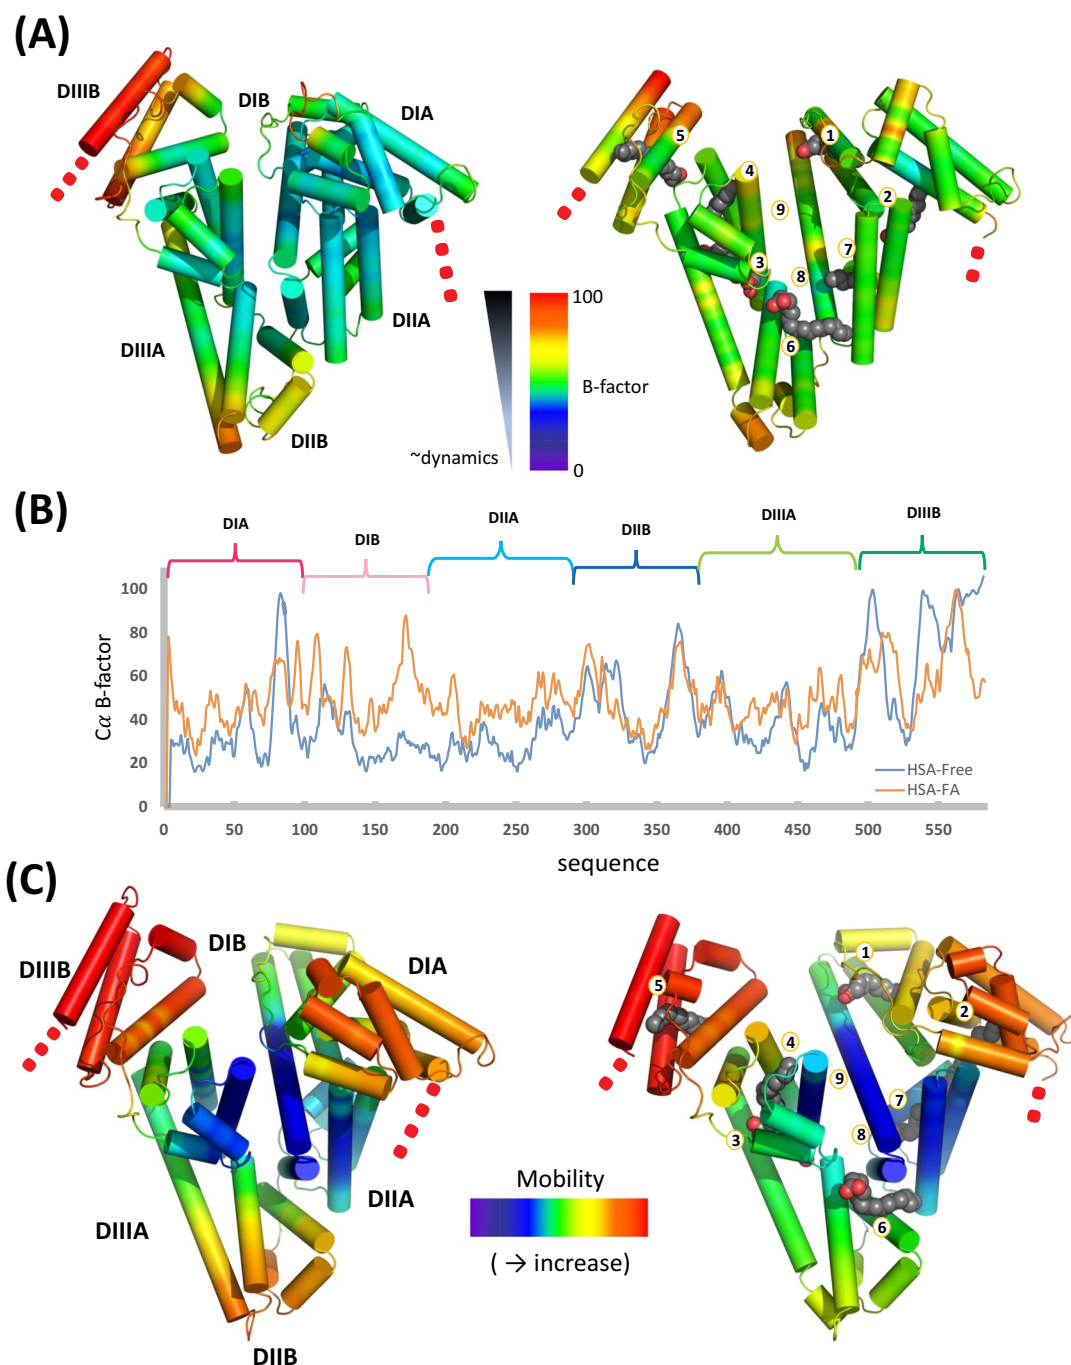 (A)
DIIIB
DIB
DIA
DIIIA
DIIA
DIIB
100
B-factor
0
~dynamics
5
1
4
2
9
7
3
8
6
(B)
DIA
DIB
DIIA
DIIB
DIIIA
DIIIB
Cα B-factor
100
80
60
40
20
0
0 50 100 150 200 250 300 350 400 450 500 550
sequence
HSA-Free
HSA-FA
(C)
DIIIB
DIB
DIA
DIIIA
DIIA
DIIB
Mobility
( → increase)
1
5
2
4
9
7
3
8
6